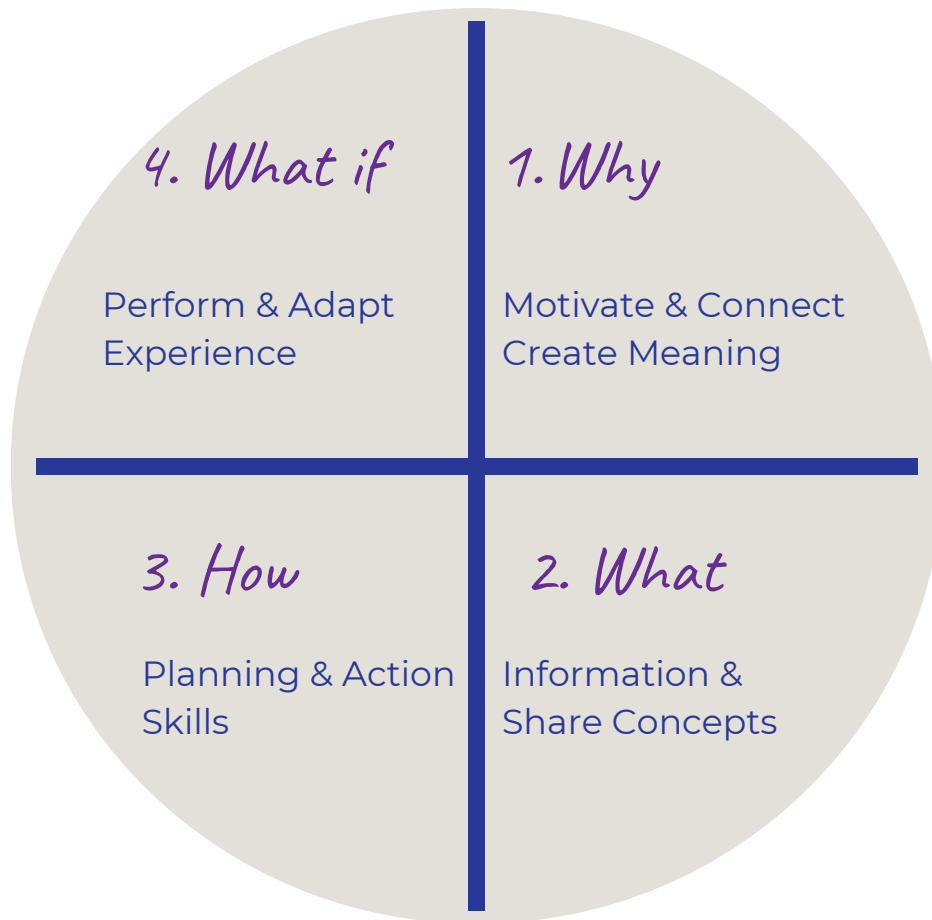 4. What if
Perform & Adapt
Experience
1. Why
Motivate & Connect
Create Meaning
3. How
Planning & Action
Skills
2. What
Information &
Share Concepts